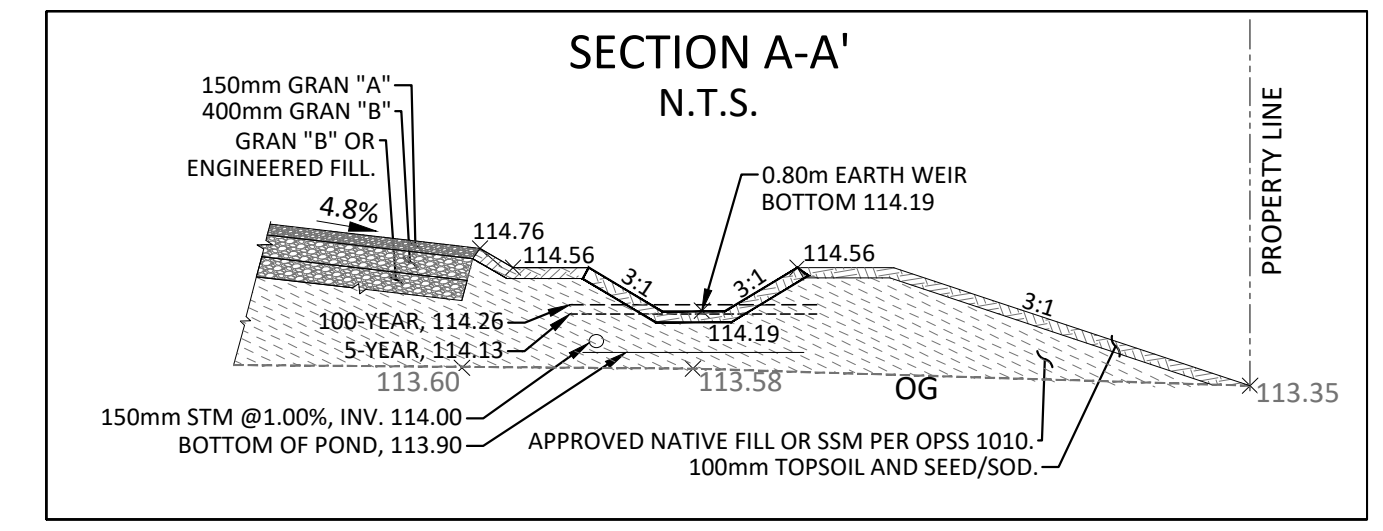 SECTION A-A'
N.T.S.
150mm GRAN "A"
400mm GRAN "B"
GRAN "B" OR
ENGINEERED FILL.
4.8%
114.76
114.56
3:1
3:1
0.80m EARTH WEIR
BOTTOM 114.19
114.56
3:1
PROPERTY LINE
100-YEAR, 114.26
5-YEAR, 114.13
114.19
113.60
113.58
OG
113.35
150mm STM @1.00%, INV. 114.00
BOTTOM OF POND, 113.90
APPROVED NATIVE FILL OR SSM PER OPSS 1010.
100mm TOPSOIL AND SEED/SOD.